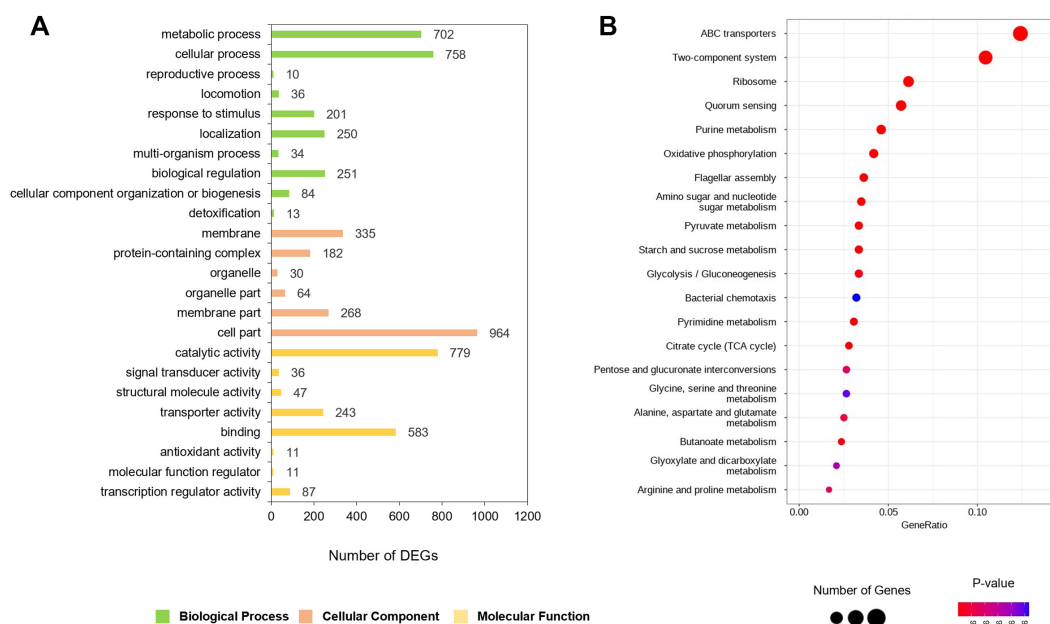 A
metabolic process 702
cellular process 758
reproductive process 10
locomotion 36
response to stimulus 201
localization 250
multi-organism process 34
biological regulation 251
cellular component organization or biogenesis 84
detoxification 13
membrane 335
protein-containing complex 182
organelle 30
organelle part 64
membrane part 268
cell part 964
catalytic activity 779
signal transducer activity 36
structural molecule activity 47
transporter activity 243
binding 583
antioxidant activity 11
molecular function regulator 11
transcription regulator activity 87
0 200 400 600 800 1000 1200
Number of DEGs
Biological Process Cellular Component Molecular Function
B
ABC transporters
Two-component system
Ribosome
Quorum sensing
Purine metabolism
Oxidative phosphorylation
Flagellar assembly
Amino sugar and nucleotide
sugar metabolism
Pyruvate metabolism
Starch and sucrose metabolism
Glycolysis / Gluconeogenesis
Bacterial chemotaxis
Pyrimidine metabolism
Citrate cycle (TCA cycle)
Pentose and glucuronate interconversions
Glycine, serine and threonine
metabolism
Alanine, aspartate and glutamate
metabolism
Butanoate metabolism
Glyoxylate and dicarboxylate
metabolism
Arginine and proline metabolism
0.00 0.05 0.10
GeneRatio
Number of Genes
P-value